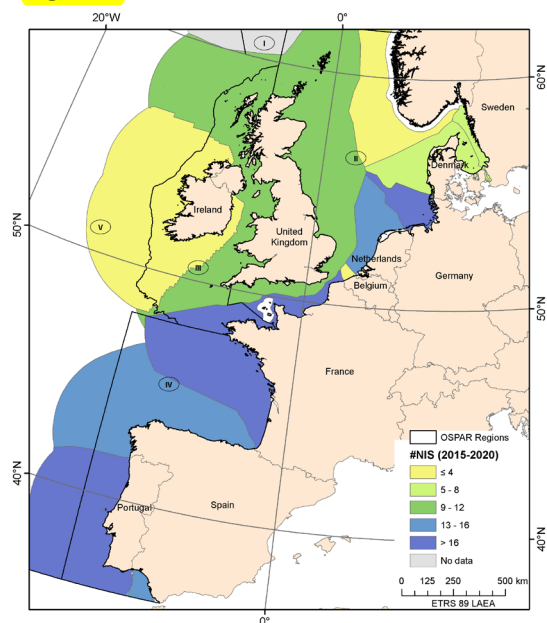 20°W
0°
I
60°N
Sweden
II
Denmark
50°N
Ireland
V
United
Kingdom
III
Netherlands
Belgium
Germany
50°N
France
IV
OSPAR Regions
#NIS (2015-2020)
≤ 4
5 - 8
9 - 12
13 - 16
> 16
No data
40°N
Portugal
Spain
40°N
0 125 250 500 km
ETRS 89 LAEA
0°